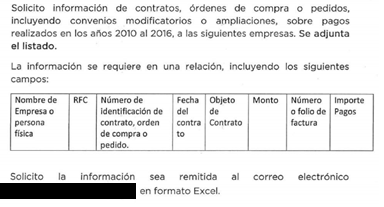 Solicito información de contratos, órdenes de compra o pedidos,
incluyendo convenios modificatorios o ampliaciones, sobre pagos
realizados en los años 2010 al 2016, a las siguientes empresas. Se adjunta
el listado.
La información se requiere en una relación, incluyendo los siguientes
campos:
Nombre de Empresa o persona física
RFC
Número de identificación de contrato, orden de compra o pedido.
Fecha del contra to
Objeto de Contrato
Monto
Número o folio de factura
Importe Pagos
Solicito la información sea remitida al correo electrónico
en formato Excel.